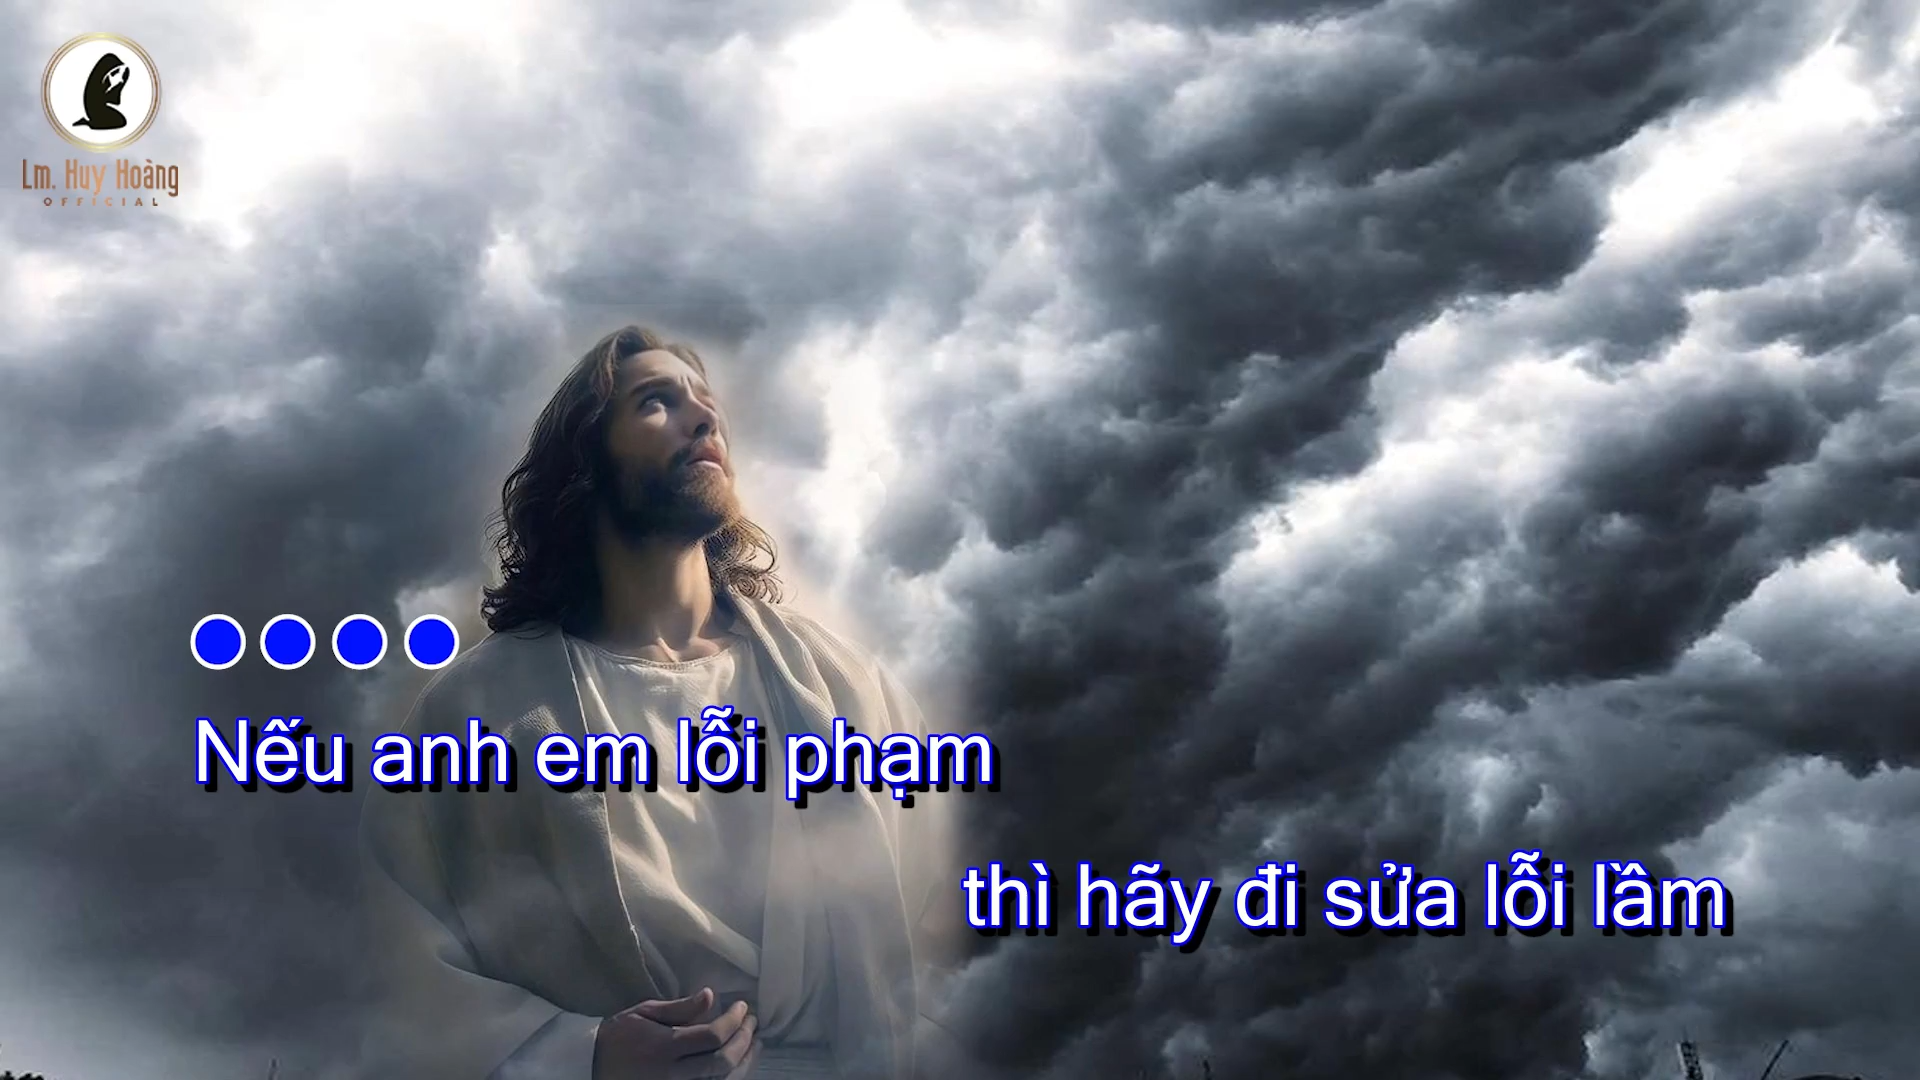 Lm. Huy Hoàng
OFFICIAL
Nếu anh em lỗi phạm
thì hãy đi sửa lỗi lầm